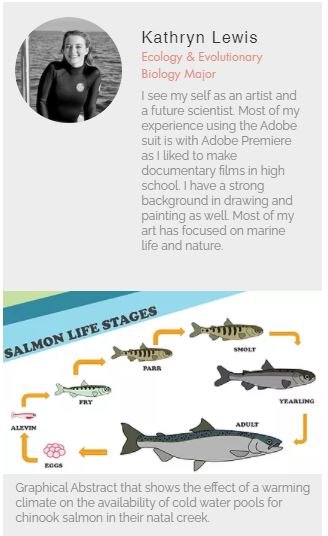 Kathryn Lewis
Ecology & Evolutionary
Biology Major
I see my self as an artist and
a future scientist. Most of my
experience using the Adobe
suit is with Adobe Premiere
as I liked to make
documentary films in high
school. I have a strong
background in drawing and
painting as well. Most of my
art has focused on marine
life and nature.
SALMON LIFE STAGES
SMOLT
PARR
YEARLING
FRY
ALEVIN
ADULT
EGGS
Graphical Abstract that shows the effect of a warming
climate on the availability of cold water pools for
chinook salmon in their natal creek.